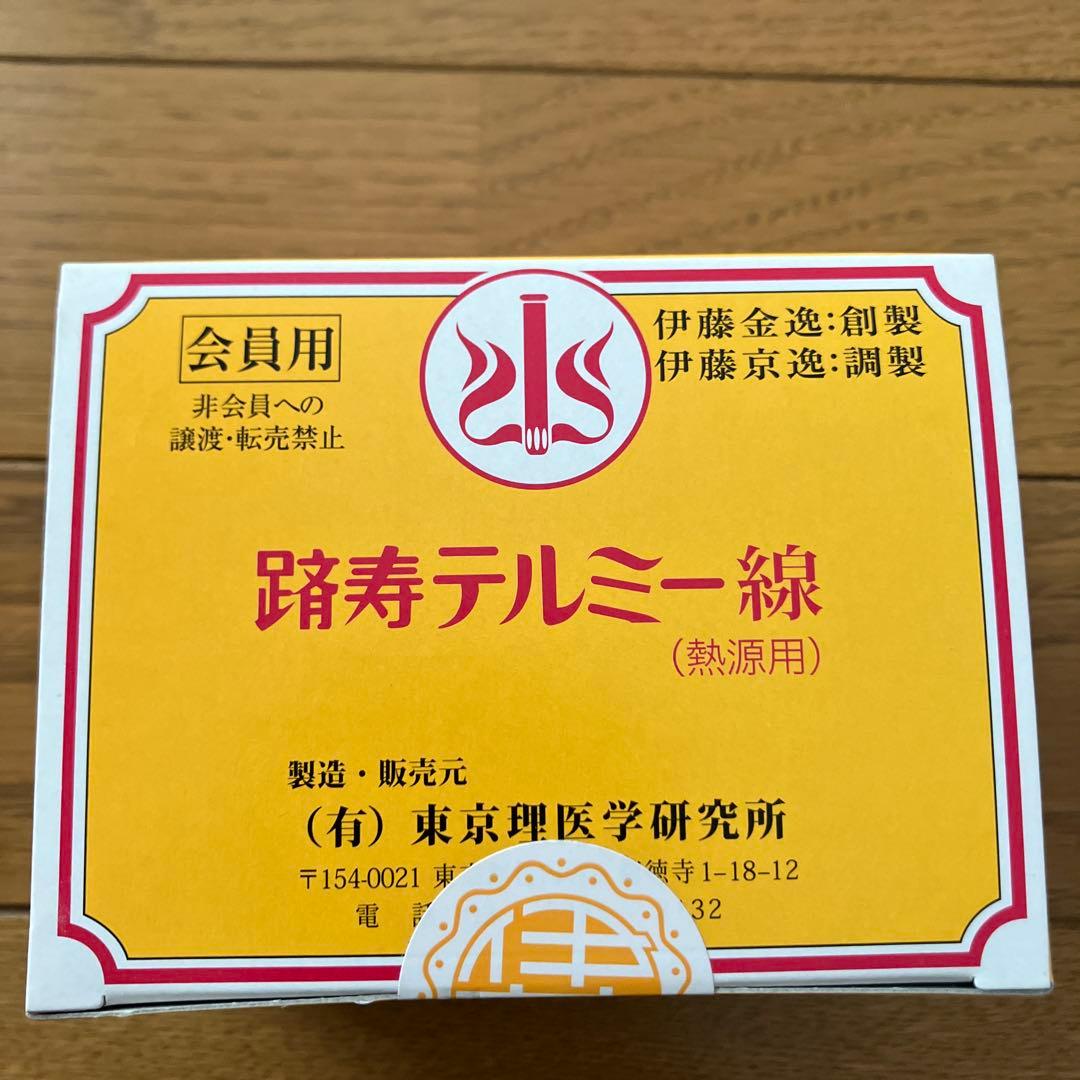 会員用
非会員への
譲渡・転売禁止
伊藤金逸:創製
伊藤京逸:調製
躋寿テルミー線
(熱源用)
製造・販売元
(有) 東京理医学研究所
〒154-0021 東 徳寺1-18-12
電 32